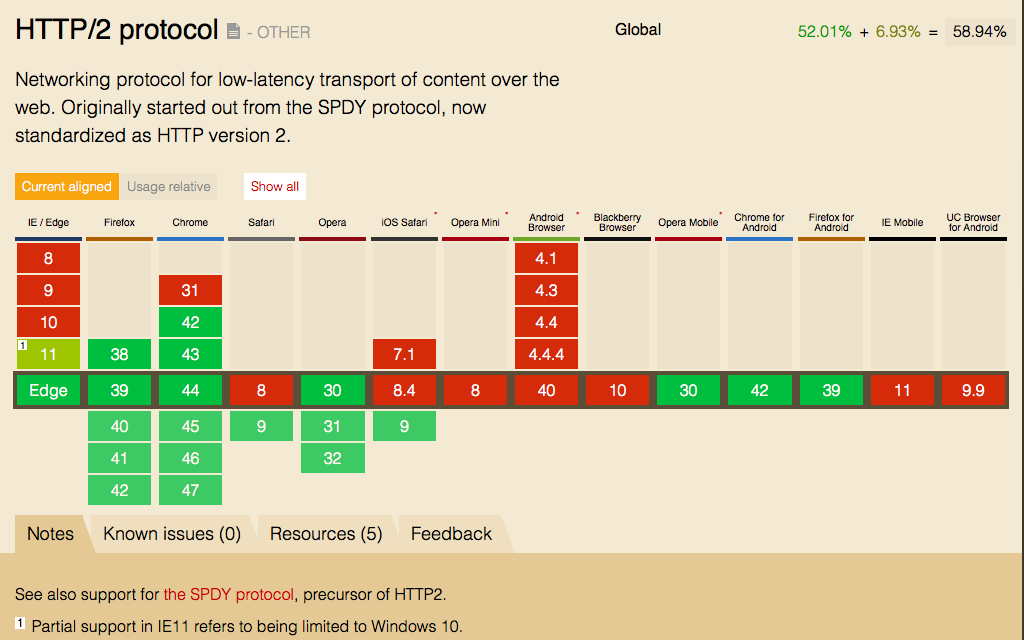 HTTP/2 protocol - OTHER
Global
52.01% + 6.93% = 58.94%
Networking protocol for low-latency transport of content over the
web. Originally started out from the SPDY protocol, now
standardized as HTTP version 2.
Current aligned Usage relative Show all
IE / Edge Firefox Chrome Safari Opera iOS Safari * Opera Mini * Android Browser * Blackberry Browser Opera Mobile * Chrome for Android Firefox for Android IE Mobile UC Browser for Android
8 4.1
9 31 4.3
10 42 4.4
1 11 38 43 7.1 4.4.4
Edge 39 44 8 30 8.4 8 40 10 30 42 39 11 9.9
40 45 9 31 9
41 46 32
42 47
Notes Known issues (0) Resources (5) Feedback
See also support for the SPDY protocol, precursor of HTTP2.
1 Partial support in IE11 refers to being limited to Windows 10.